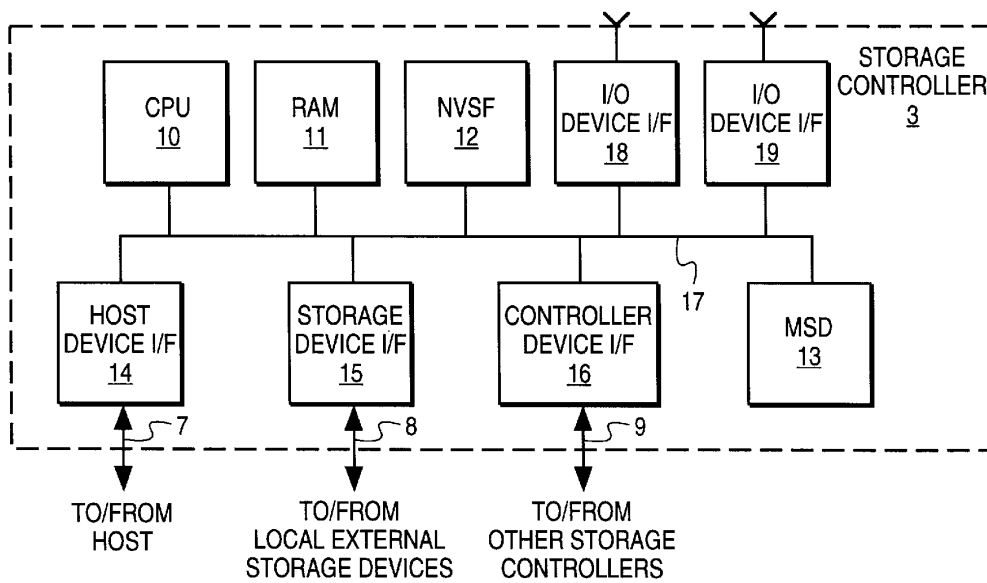 STORAGE
CONTROLLER
3
CPU
10
RAM
11
NVSF
12
I/O
DEVICE I/F
18
I/O
DEVICE I/F
19
17
HOST
DEVICE I/F
14
STORAGE
DEVICE I/F
15
CONTROLLER
DEVICE I/F
16
MSD
13
7
8
9
TO/FROM
HOST
TO/FROM
LOCAL EXTERNAL
STORAGE DEVICES
TO/FROM
OTHER STORAGE
CONTROLLERS